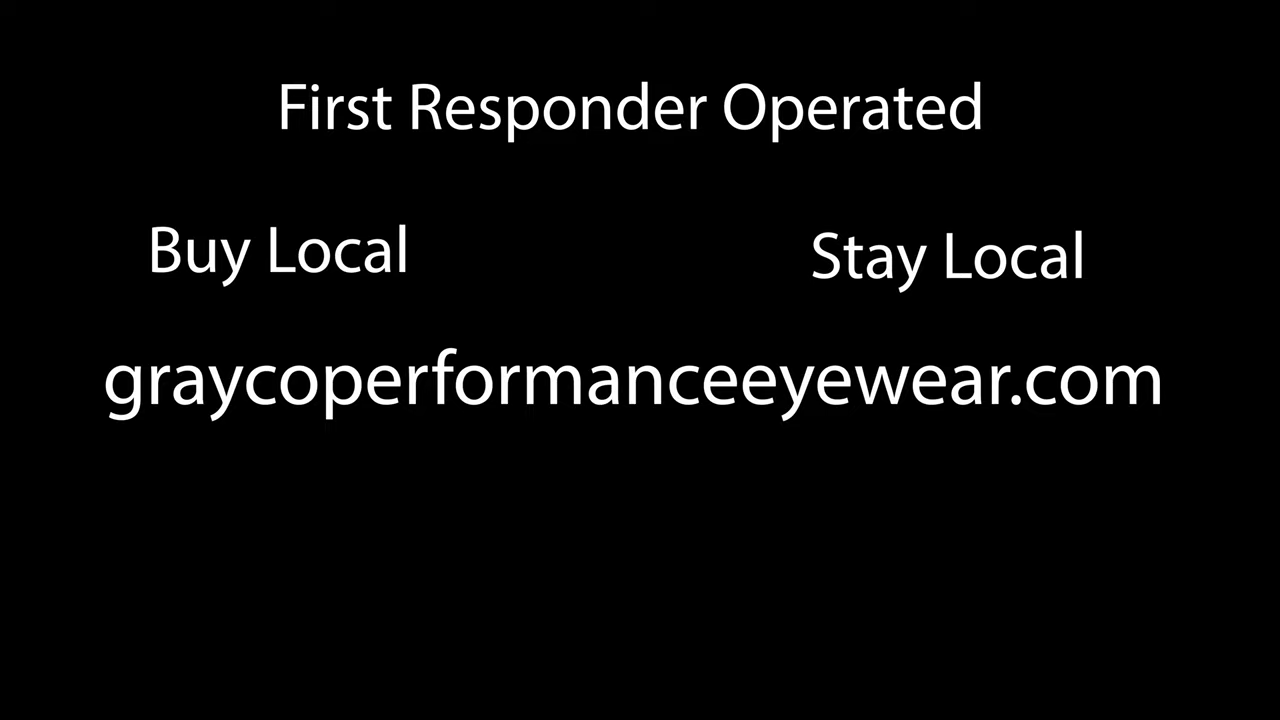 First Responder Operated
Buy Local
Stay Local
graycoperformanceeyewear.com